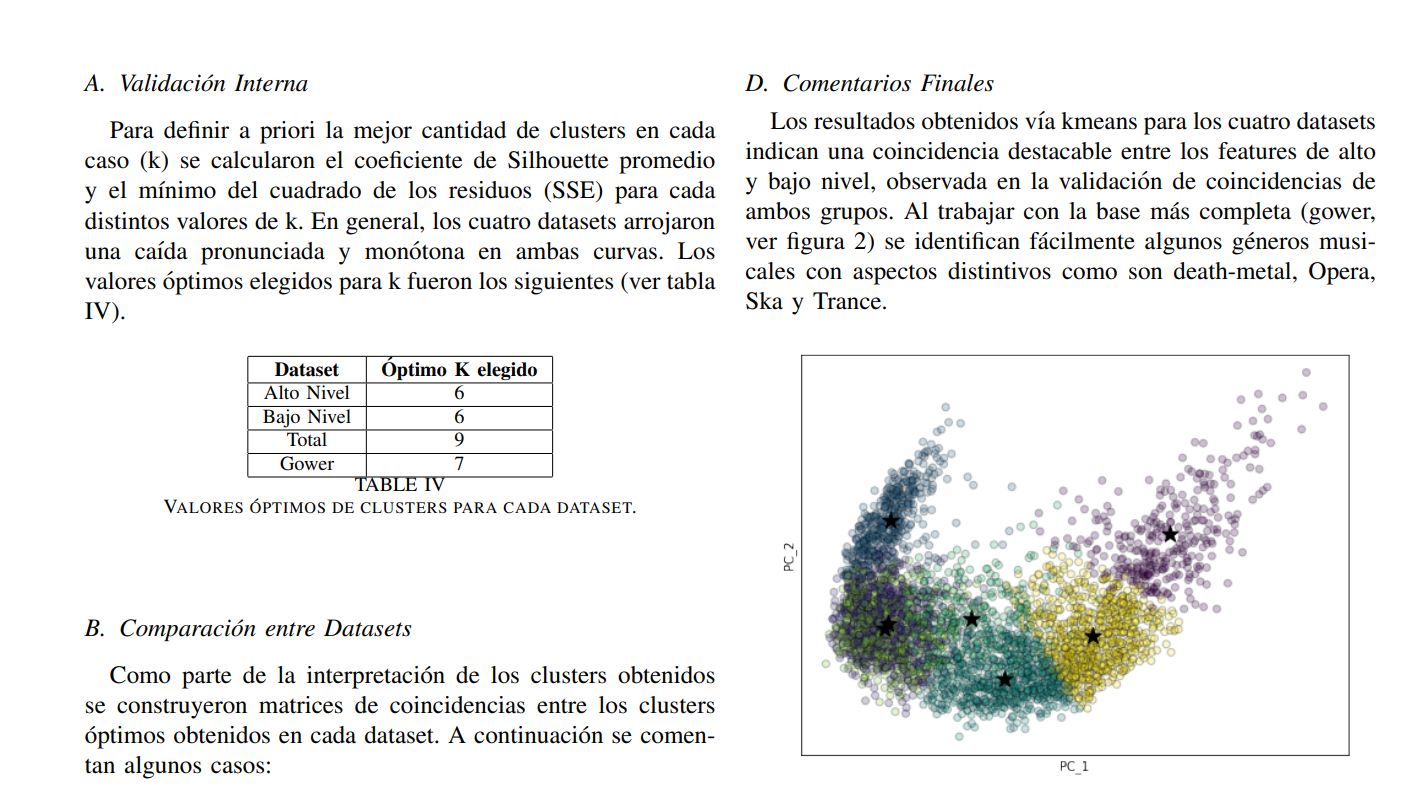 A. Validación Interna
Para definir a priori la mejor cantidad de clusters en cada
caso (k) se calcularon el coeficiente de Silhouette promedio
y el mínimo del cuadrado de los residuos (SSE) para cada
distintos valores de k. En general, los cuatro datasets arrojaron
una caída pronunciada y monótona en ambas curvas. Los
valores óptimos elegidos para k fueron los siguientes (ver tabla
IV).
Dataset Óptimo K elegido
Alto Nivel 6
Bajo Nivel 6
Total 9
Gower 7
TABLE IV
VALORES ÓPTIMOS DE CLUSTERS PARA CADA DATASET.
B. Comparación entre Datasets
Como parte de la interpretación de los clusters obtenidos
se construyeron matrices de coincidencias entre los clusters
óptimos obtenidos en cada dataset. A continuación se comen-
tan algunos casos:
D. Comentarios Finales
Los resultados obtenidos vía kmeans para los cuatro datasets
indican una coincidencia destacable entre los features de alto
y bajo nivel, observada en la validación de coincidencias de
ambos grupos. Al trabajar con la base más completa (gower,
ver figura 2) se identifican fácilmente algunos géneros musi-
cales con aspectos distintivos como son death-metal, Opera,
Ska y Trance.
PC_2
PC_1